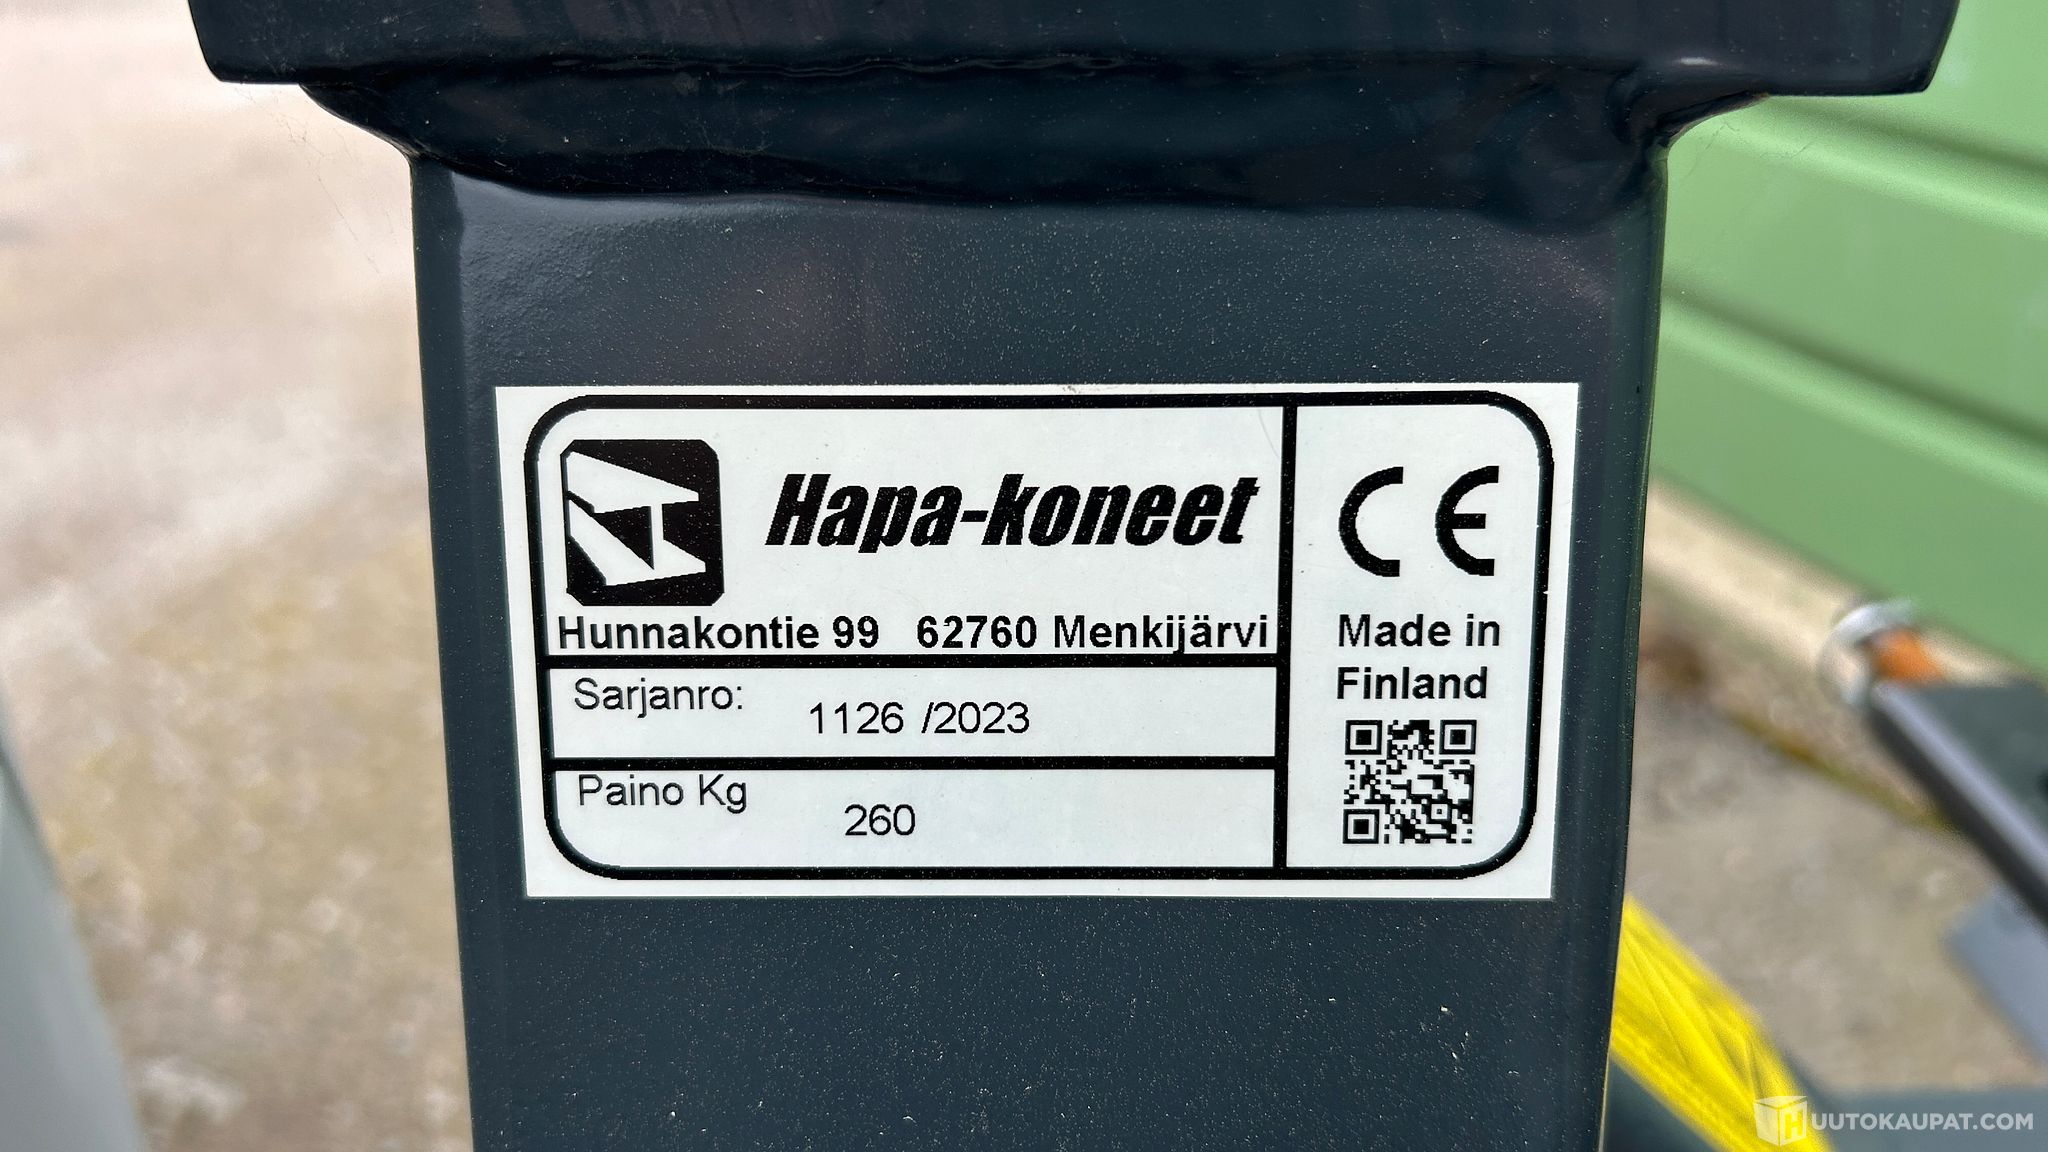 Hapa-koneet
Hunnakontie 99 62760 Menkijärvi
Sarjanro: 1126 /2023
Paino Kg 260
CE
Made in
Finland
HUUTOKAUPAT.COM